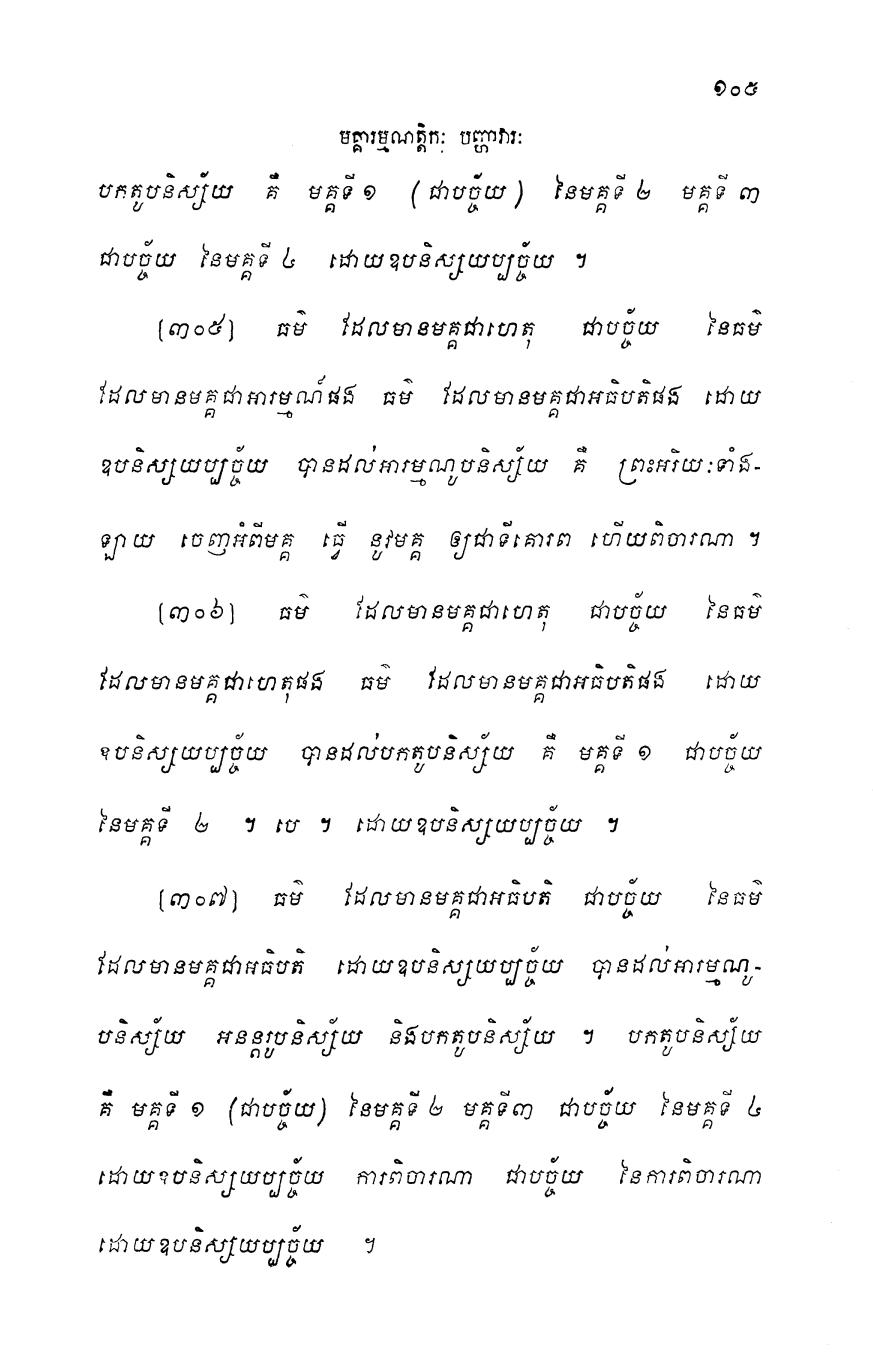 ១០៥
មគ្គារម្មណត្តិកៈ បញ្ហាវារៈ
បកតូបនិស្ស័យ គឺ មគ្គទី ១ (ជាបច្ច័យ) នៃមគ្គទី ២ មគ្គទី ៣
ជាបច្ច័យ នៃមគ្គទី ៤ ដោយឧបនិស្សយប្បច្ច័យ ។
[៣០៥] ធម៌ ដែលមានមគ្គជាហេតុ ជាបច្ច័យ នៃធម៌
ដែលមានមគ្គជាអារម្មណ៍ផង ធម៌ ដែលមានមគ្គជាអធិបតិផង ដោយ
ឧបនិស្សយប្បច្ច័យ បានដល់អារម្មណូបនិស្ស័យ គឺ ព្រះអរិយៈទាំង-
ឡាយ ចេញអំពីមគ្គ ធ្វើ នូវមគ្គ ឲ្យជាទីគោរព ហើយពិចារណា ។
[៣០៦] ធម៌ ដែលមានមគ្គជាហេតុ ជាបច្ច័យ នៃធម៌
ដែលមានមគ្គជាហេតុផង ធម៌ ដែលមានមគ្គជាអធិបតិផង ដោយ
ឧបនិស្សយប្បច្ច័យ បានដល់បកតូបនិស្ស័យ គឺ មគ្គទី ១ ជាបច្ច័យ
នៃមគ្គទី ២ ។ បេ ។ ដោយឧបនិស្សយប្បច្ច័យ ។
[៣០៧] ធម៌ ដែលមានមគ្គជាអធិបតិ ជាបច្ច័យ នៃធម៌
ដែលមានមគ្គជាអធិបតិ ដោយឧបនិស្សយប្បច្ច័យ បានដល់អារម្មណូ-
បនិស្ស័យ អនន្តរូបនិស្ស័យ និងបកតូបនិស្ស័យ ។ បកតូបនិស្ស័យ
គឺ មគ្គទី ១ (ជាបច្ច័យ) នៃមគ្គទី ២ មគ្គទី៣ ជាបច្ច័យ នៃមគ្គទី ៤
ដោយឧបនិស្សយប្បច្ច័យ ការពិចារណា ជាបច្ច័យ នៃការពិចារណា
ដោយឧបនិស្សយប្បច្ច័យ ។